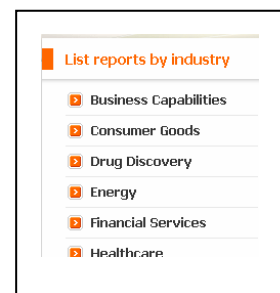 List reports by industry
Business Capabilities
Consumer Goods
Drug Discovery
Energy
Financial Services
Healthcare